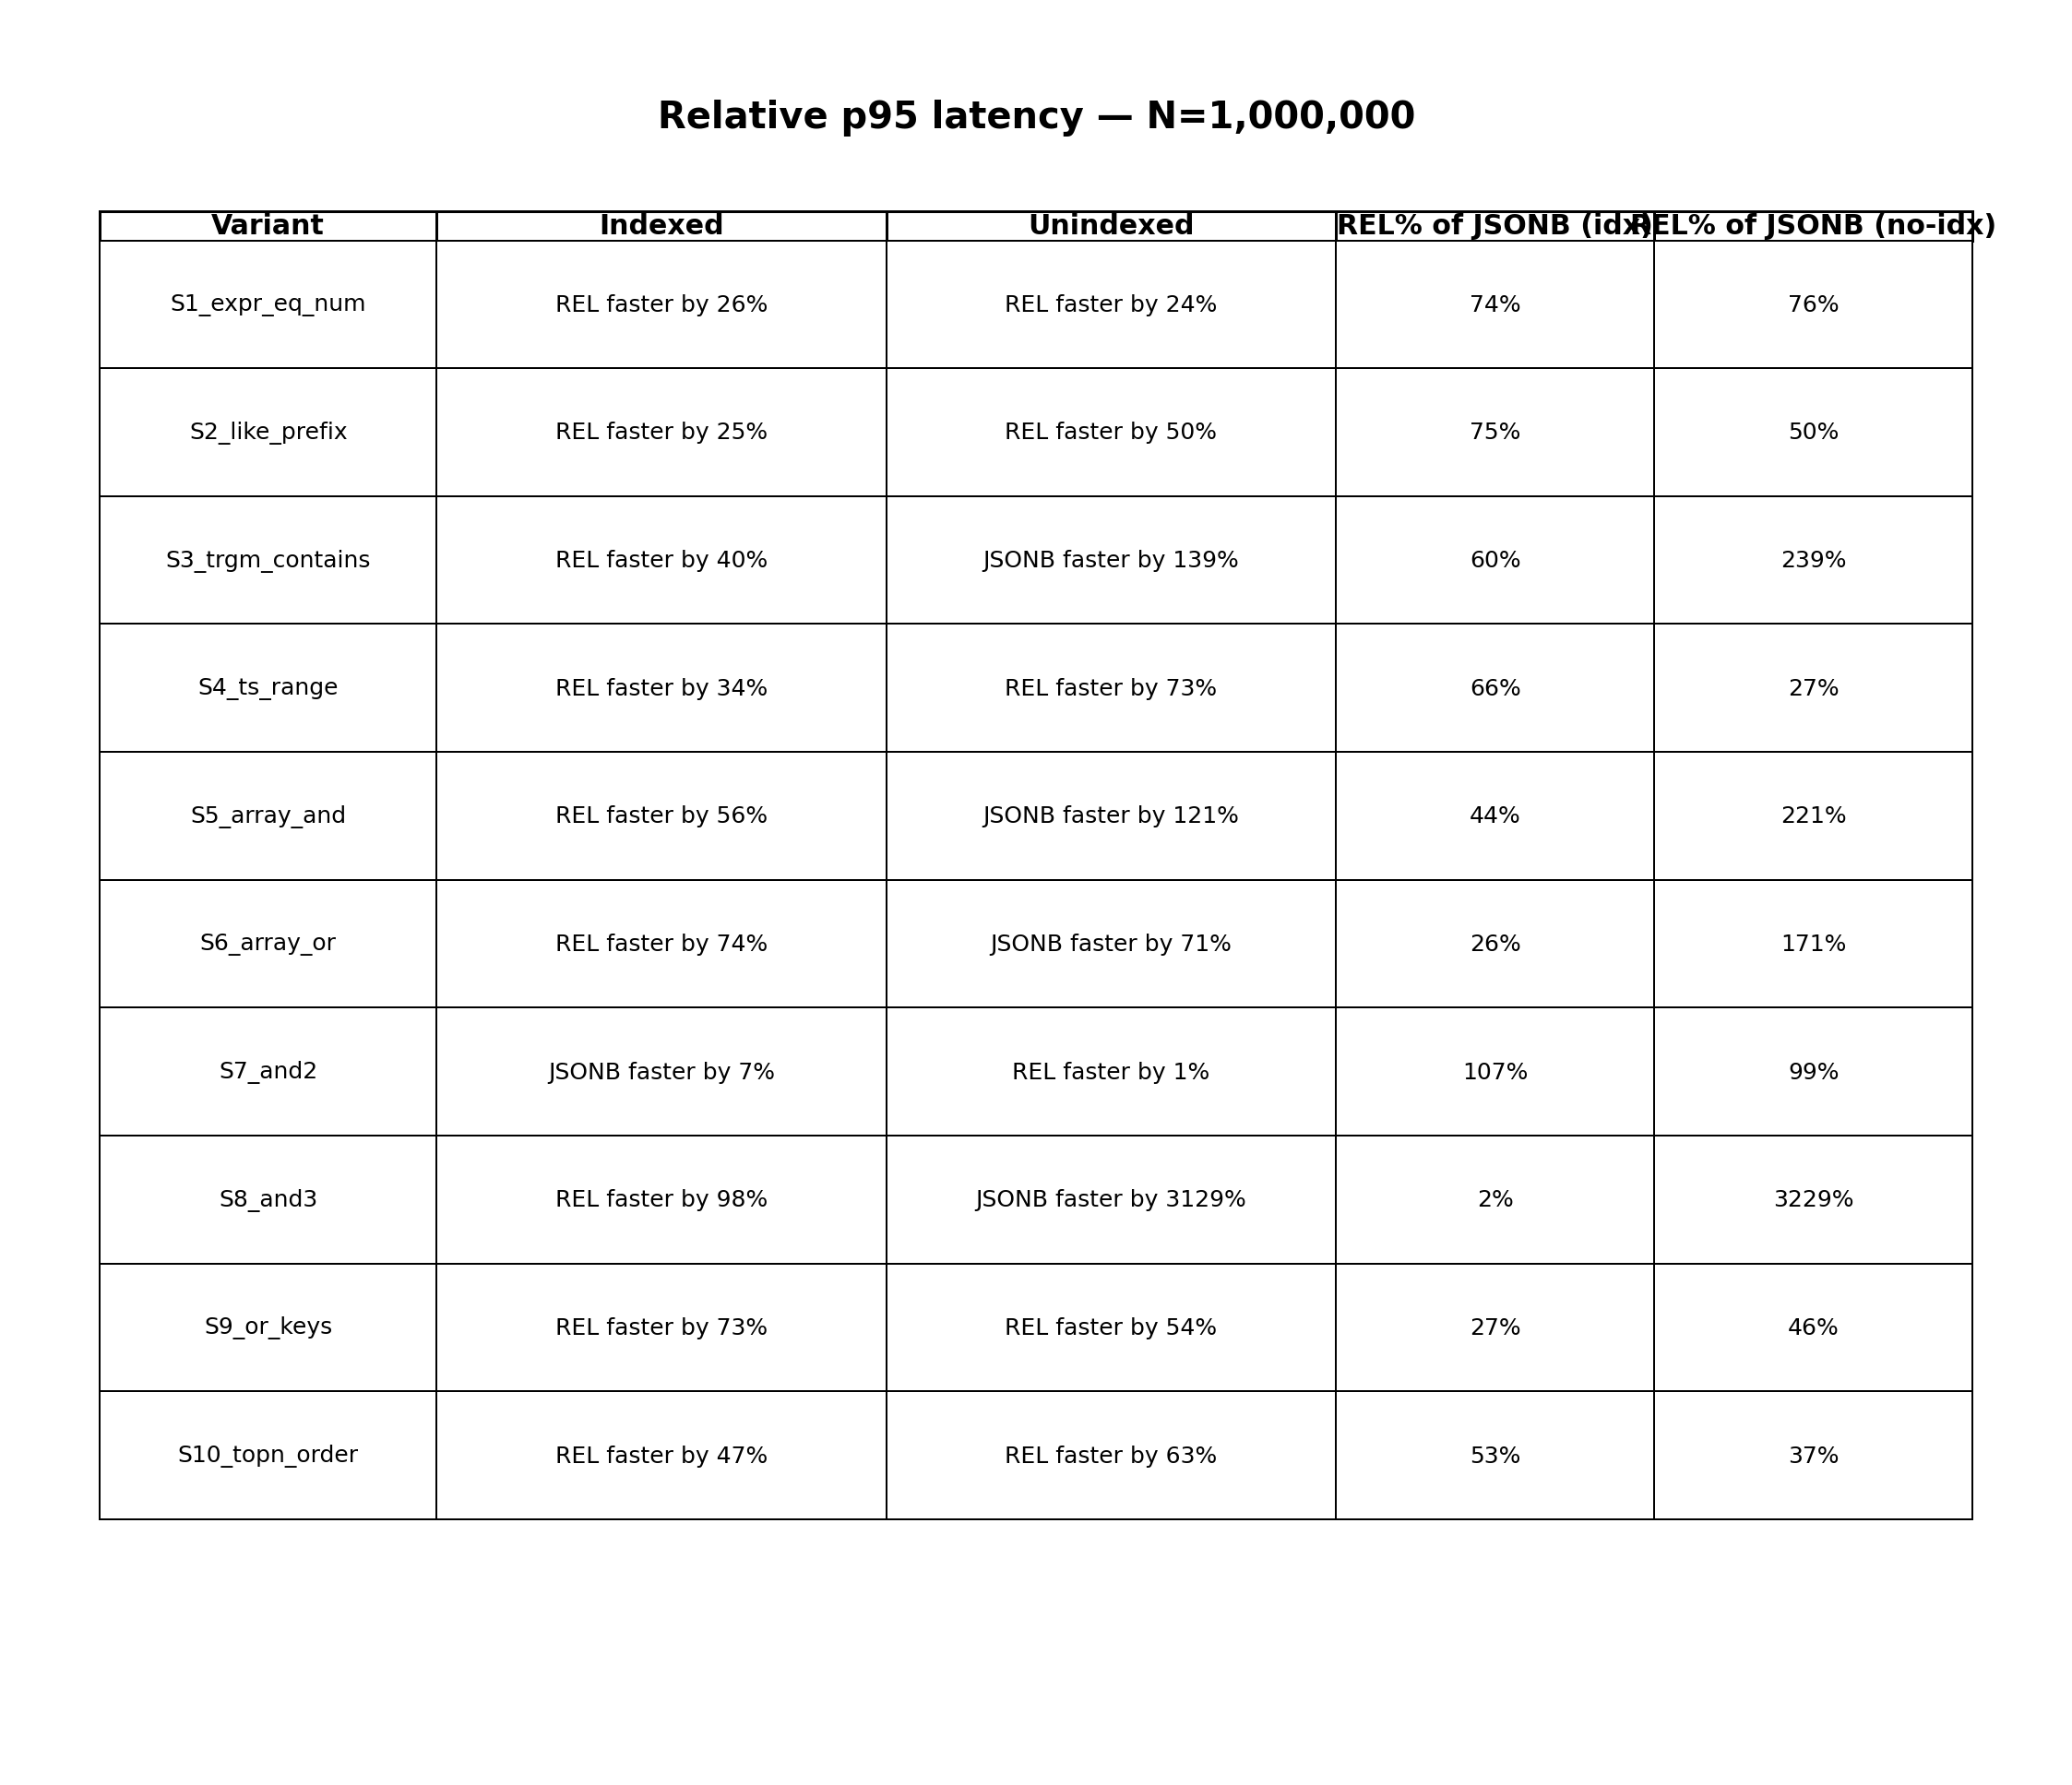 Relative p95 latency — N=1,000,000
Variant Indexed Unindexed REL% of JSONB (idx) REL% of JSONB (no-idx)
S1_expr_eq_num REL faster by 26% REL faster by 24% 74% 76%
S2_like_prefix REL faster by 25% REL faster by 50% 75% 50%
S3_trgm_contains REL faster by 40% JSONB faster by 139% 60% 239%
S4_ts_range REL faster by 34% REL faster by 73% 66% 27%
S5_array_and REL faster by 56% JSONB faster by 121% 44% 221%
S6_array_or REL faster by 74% JSONB faster by 71% 26% 171%
S7_and2 JSONB faster by 7% REL faster by 1% 107% 99%
S8_and3 REL faster by 98% JSONB faster by 3129% 2% 3229%
S9_or_keys REL faster by 73% REL faster by 54% 27% 46%
S10_topn_order REL faster by 47% REL faster by 63% 53% 37%